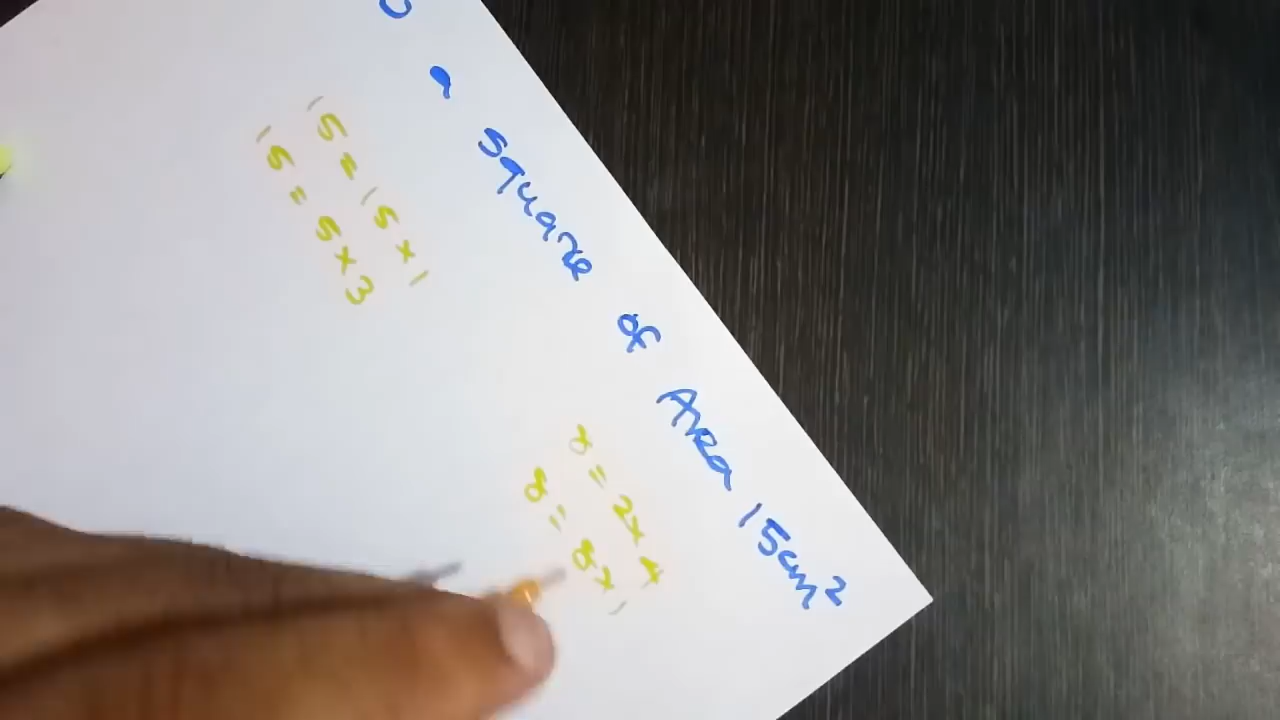 a square of Area 15cm²
15 = 15 x 1
15 = 5 x 3
8 = 2 x 4
8 = 8 x 1